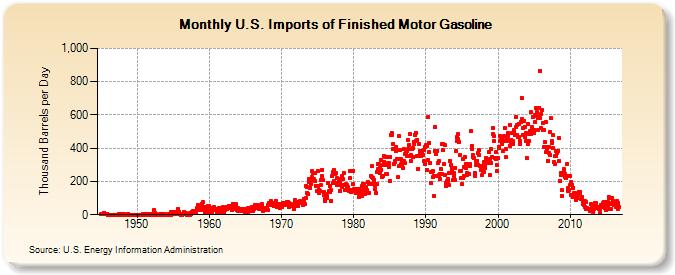 Monthly U.S. Imports of Finished Motor Gasoline
Thousand Barrels per Day
1,000
800
600
400
200
0
1950 1960 1970 1980 1990 2000 2010
Source: U.S. Energy Information Administration